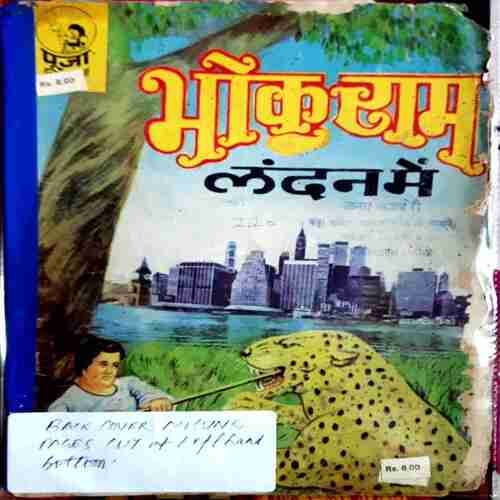 पूजा
Rs. 8.00
भोंकूराम
लंदन में
BACK COVER MISSING
PAGES CUT at left hand
bottom.
Rs. 8.00